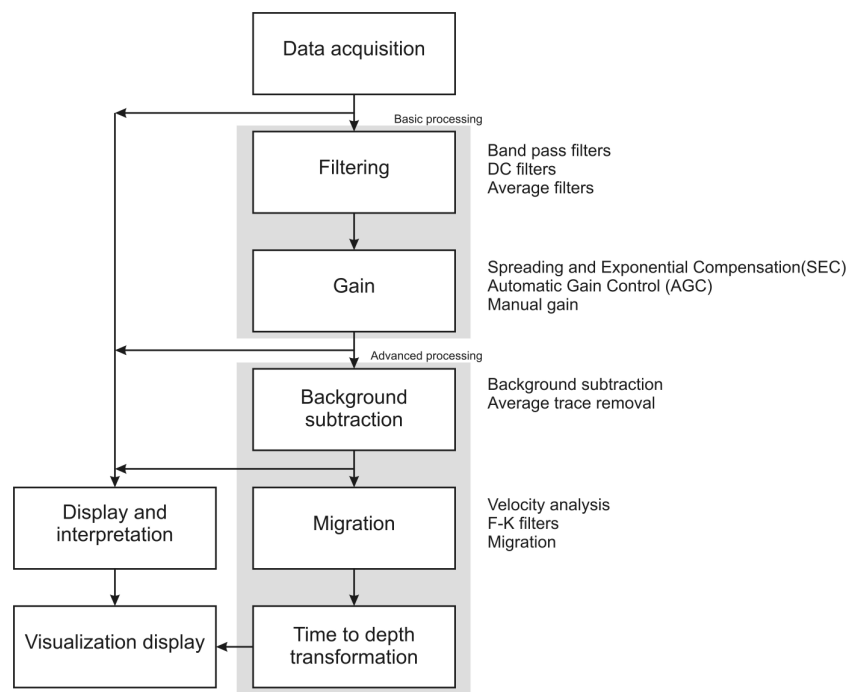 Data acquisition
Basic processing
Filtering
Band pass filters
DC filters
Average filters
Gain
Spreading and Exponential Compensation(SEC)
Automatic Gain Control (AGC)
Manual gain
Advanced processing
Background
subtraction
Background subtraction
Average trace removal
Display and
interpretation
Migration
Velocity analysis
F-K filters
Migration
Visualization display
Time to depth
transformation